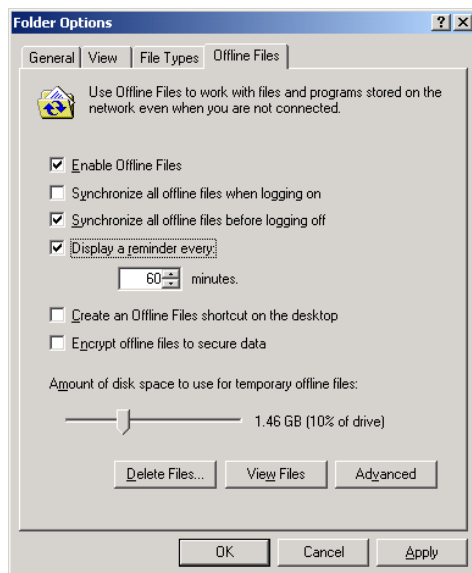 Folder Options
General View File Types Offline Files
Use Offline Files to work with files and programs stored on the
network even when you are not connected.
Enable Offline Files
Synchronize all offline files when logging on
Synchronize all offline files before logging off
Display a reminder every:
60 minutes.
Create an Offline Files shortcut on the desktop
Encrypt offline files to secure data
Amount of disk space to use for temporary offline files:
1.46 GB (10% of drive)
Delete Files... View Files Advanced
OK Cancel Apply